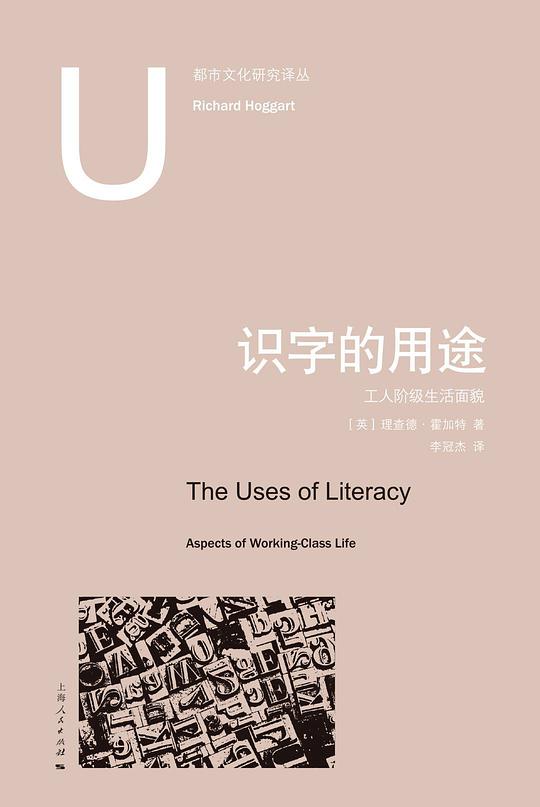 U
都市文化研究译丛
Richard Hoggart
识字的用途
工人阶级生活面貌
[英] 理查德·霍加特 著
李冠杰 译
The Uses of Literacy
Aspects of Working-Class Life
上海人民出版社